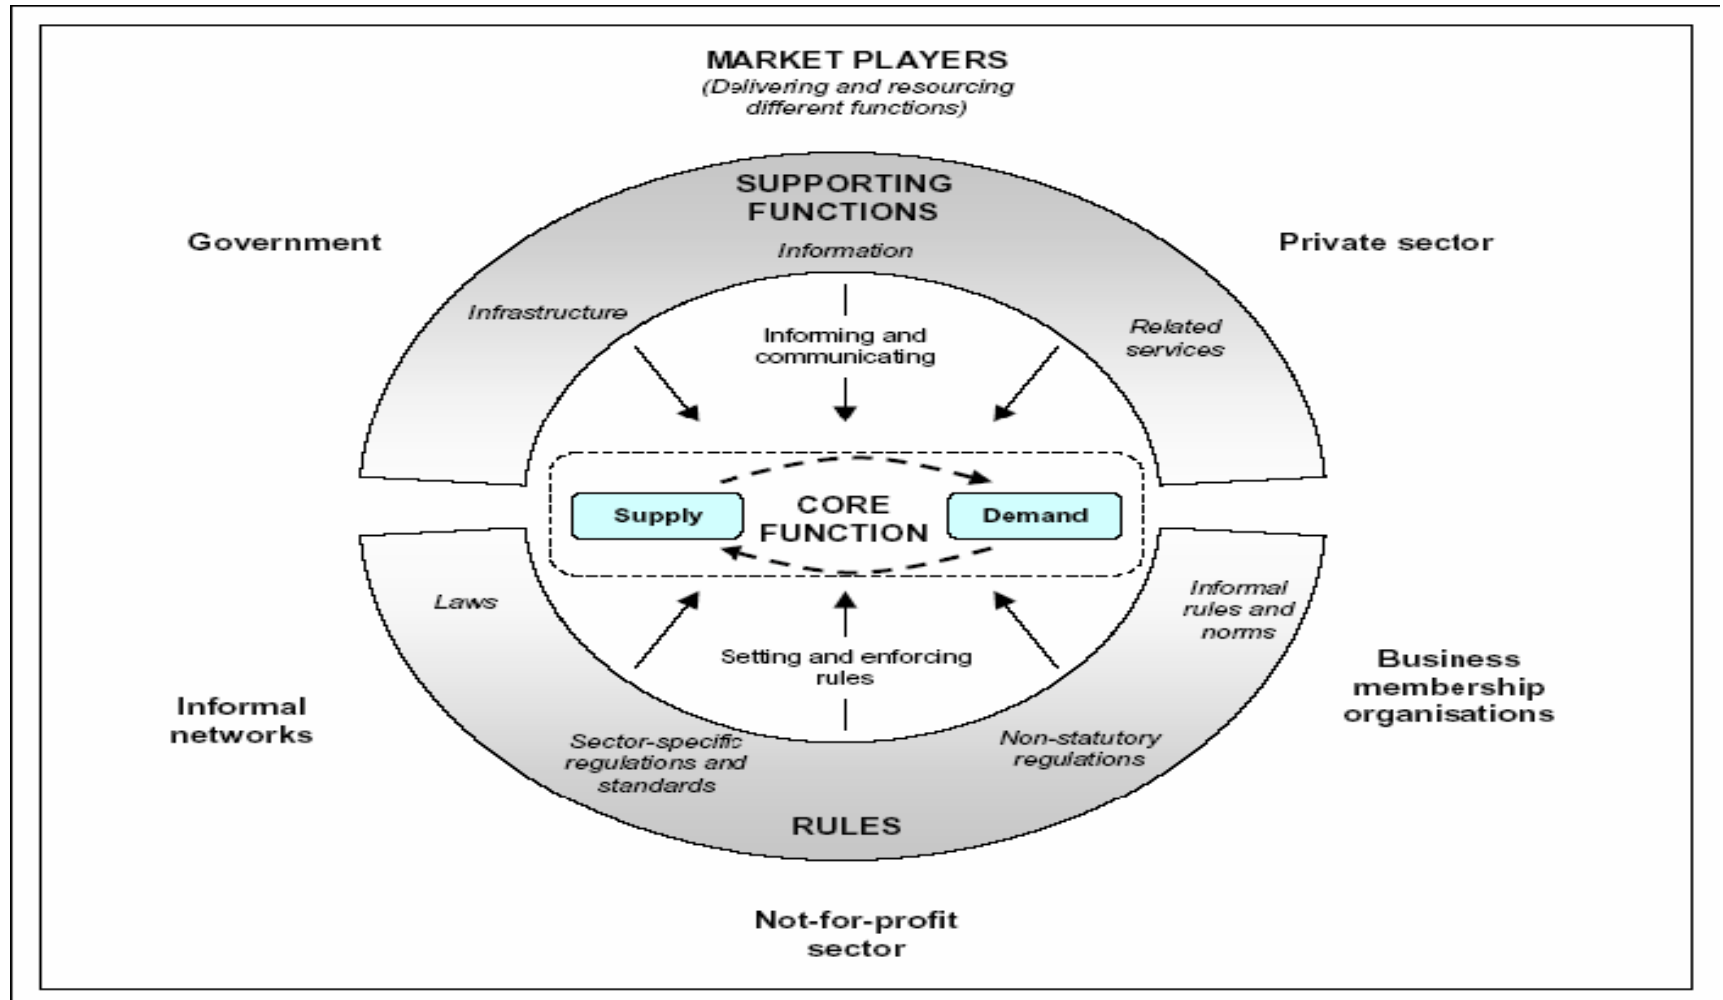 MARKET PLAYERS
(Delivering and resourcing
different functions)
SUPPORTING
FUNCTIONS
Information
Government
Private sector
Infrastructure
Related
services
Informing and
communicating
Supply
CORE
FUNCTION
Demand
Laws
Informal
rules and
norms
Setting and enforcing
rules
Informal
networks
Business
membership
organisations
Sector-specific
regulations and
standards
Non-statutory
regulations
RULES
Not-for-profit
sector